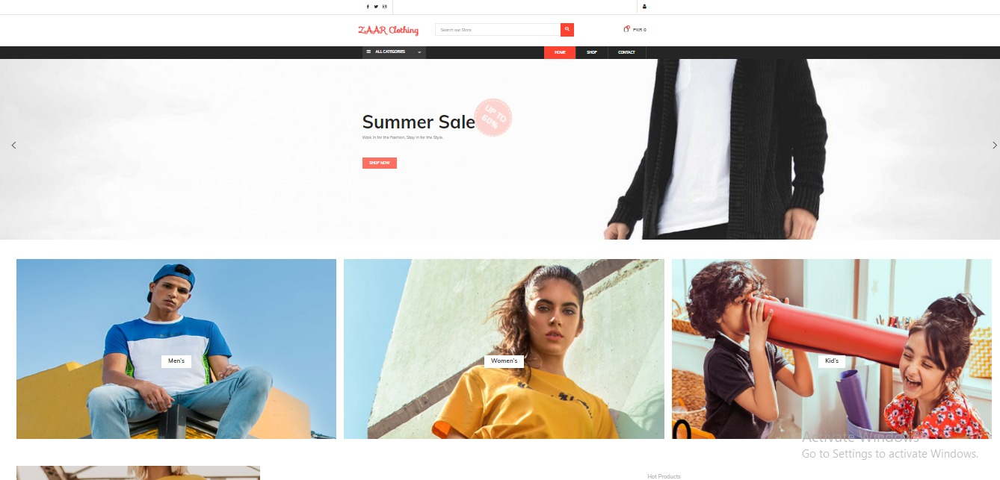 ZAAR Clothing
Search our Store
PKR 0
ALL CATEGORIES
HOME
SHOP
CONTACT
Summer Sale
UP TO
60%
Walk in for the Fashion, Stay in for the Style.
SHOP NOW
Men's
Women's
Kid's
Activate Windows
Go to Settings to activate Windows.
Hot Products